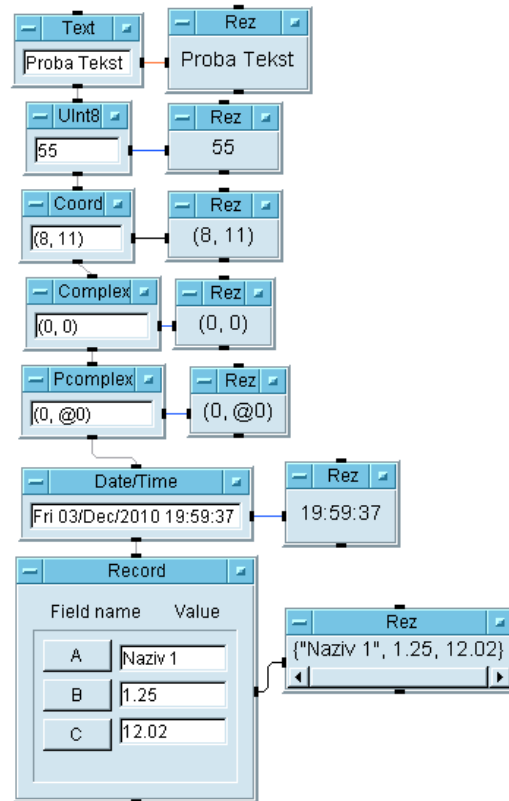 Text
Rez
Proba Tekst
Proba Tekst
UInt8
Rez
55
55
Coord
Rez
(8, 11)
(8, 11)
Complex
Rez
(0, 0)
(0, 0)
Pcomplex
Rez
(0, @0)
(0, @0)
Date/Time
Rez
Fri 03/Dec/2010 19:59:37
19:59:37
Record
Field name Value
A Naziv 1
B 1.25
C 12.02
Rez
{"Naziv 1", 1.25, 12.02}